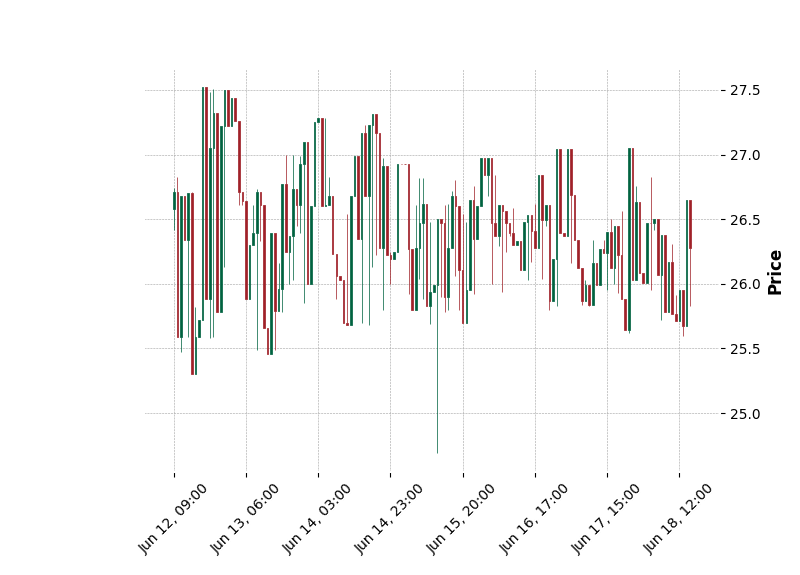 27.5
27.0
26.5
26.0
25.5
25.0
Price
Jun 12, 09:00
Jun 13, 06:00
Jun 14, 03:00
Jun 14, 23:00
Jun 15, 20:00
Jun 16, 17:00
Jun 17, 15:00
Jun 18, 12:00